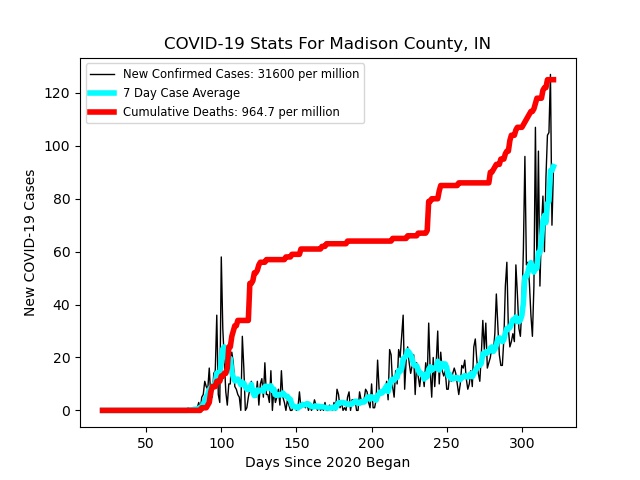 COVID-19 Stats For Madison County, IN
New Confirmed Cases: 31600 per million
7 Day Case Average
Cumulative Deaths: 964.7 per million
New COVID-19 Cases
120
100
80
60
40
20
0
50
100
150
200
250
300
Days Since 2020 Began